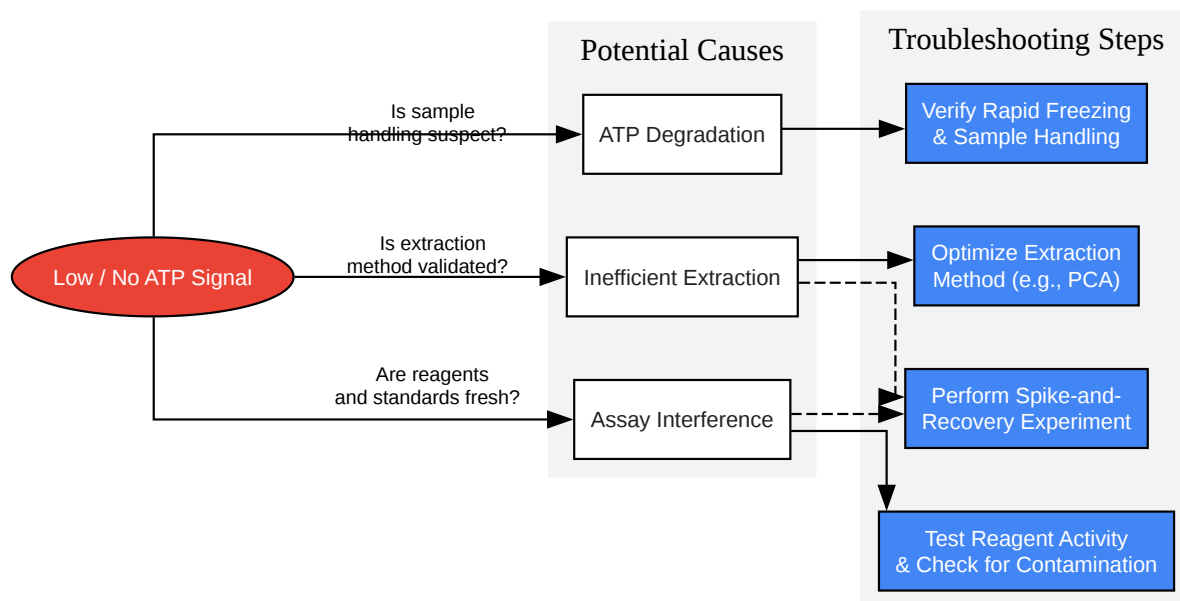 Potential Causes
Troubleshooting Steps
Is sample
handling suspect?
ATP Degradation
Verify Rapid Freezing
& Sample Handling
Low / No ATP Signal
Is extraction
method validated?
Inefficient Extraction
Optimize Extraction
Method (e.g., PCA)
Are reagents
and standards fresh?
Assay Interference
Perform Spike-and-
Recovery Experiment
Test Reagent Activity
& Check for Contamination